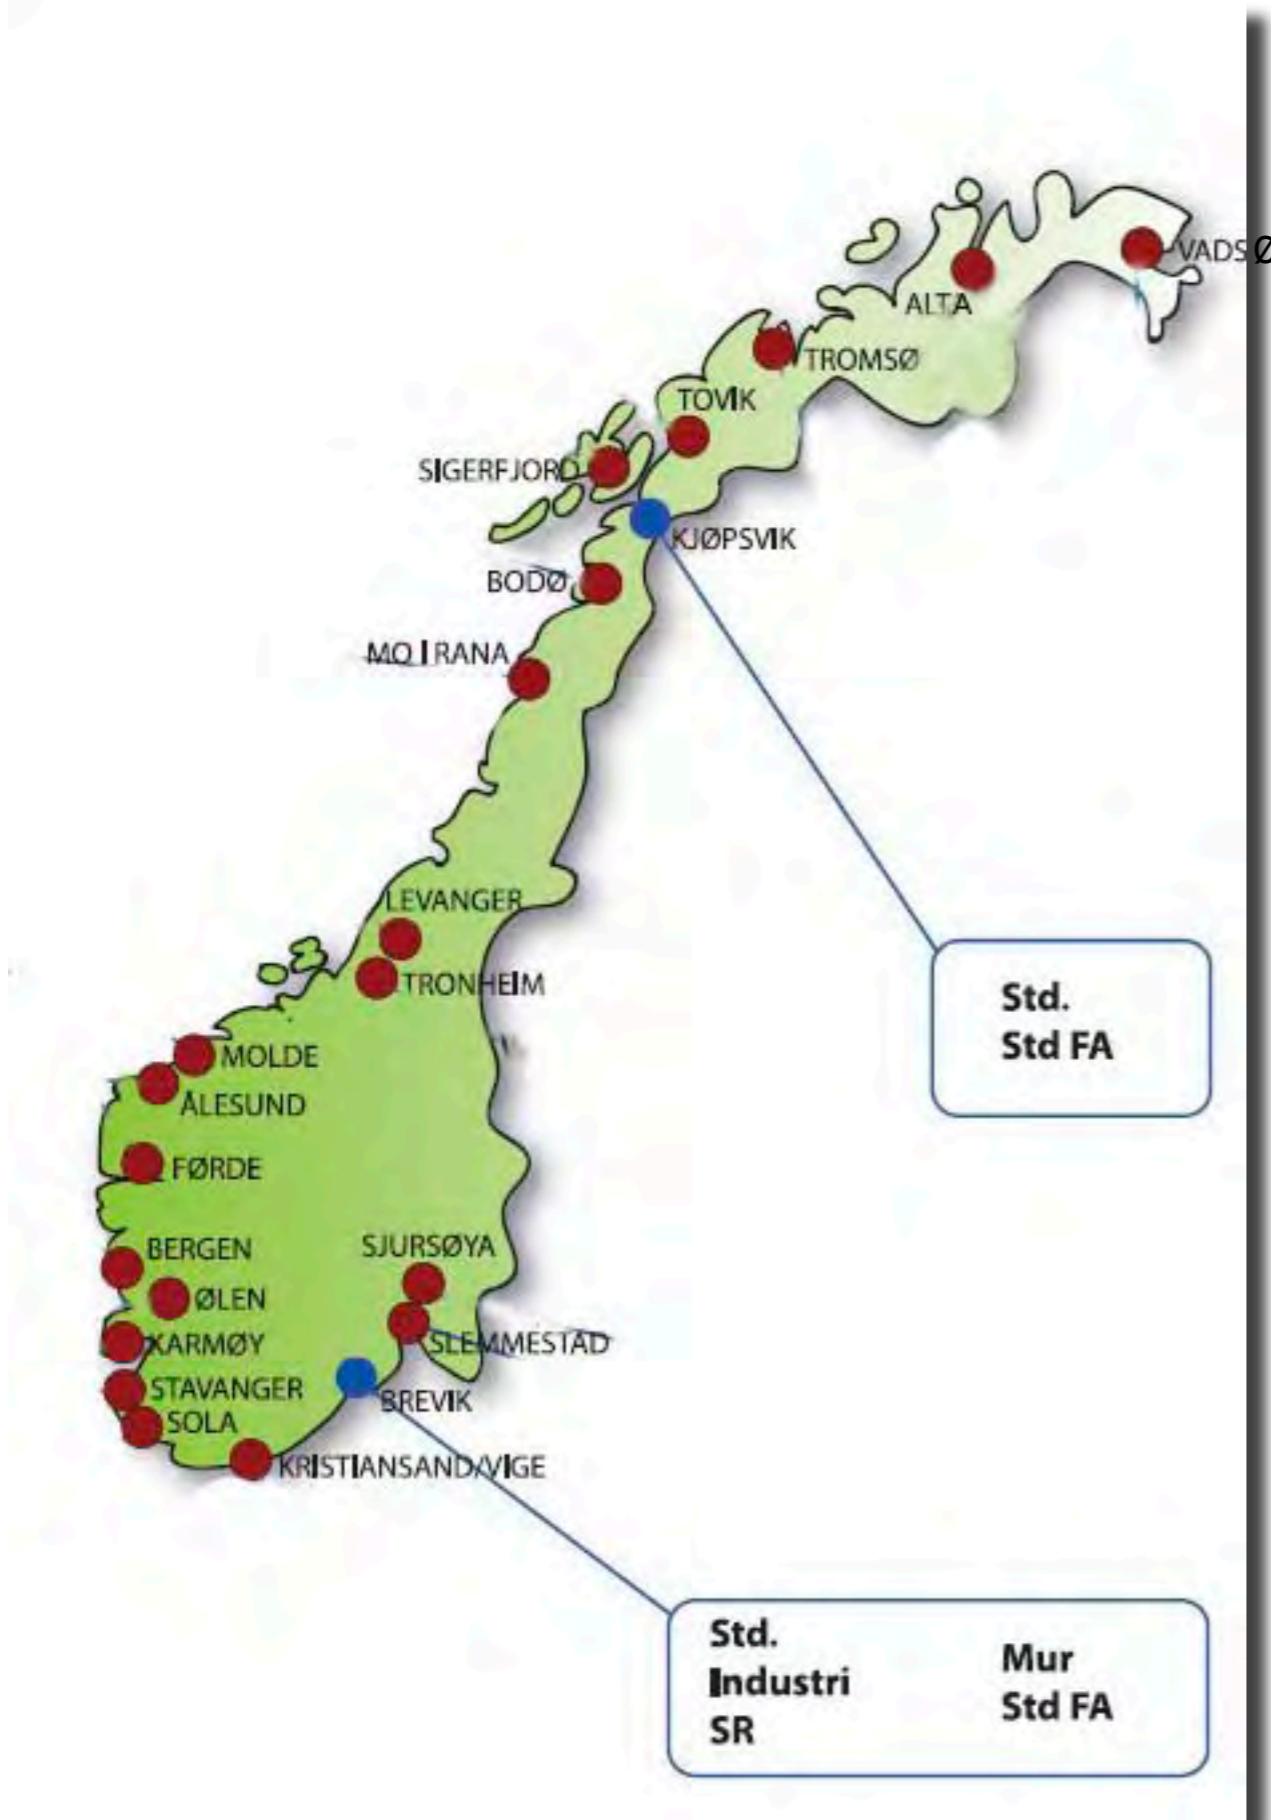 VADSØ
ALTA
TROMSØ
TOVIK
SIGERFJORD
KJØPSVIK
BODØ
MO I RANA
LEVANGER
TRONHEIM
Std.
Std FA
MOLDE
ÅLESUND
FØRDE
BERGEN
SJURSØYA
ØLEN
KARMØY
SLEMMESTAD
STAVANGER
BREVIK
SOLA
KRISTIANSAND/VIGE
Std.
Industri
SR
Mur
Std FA